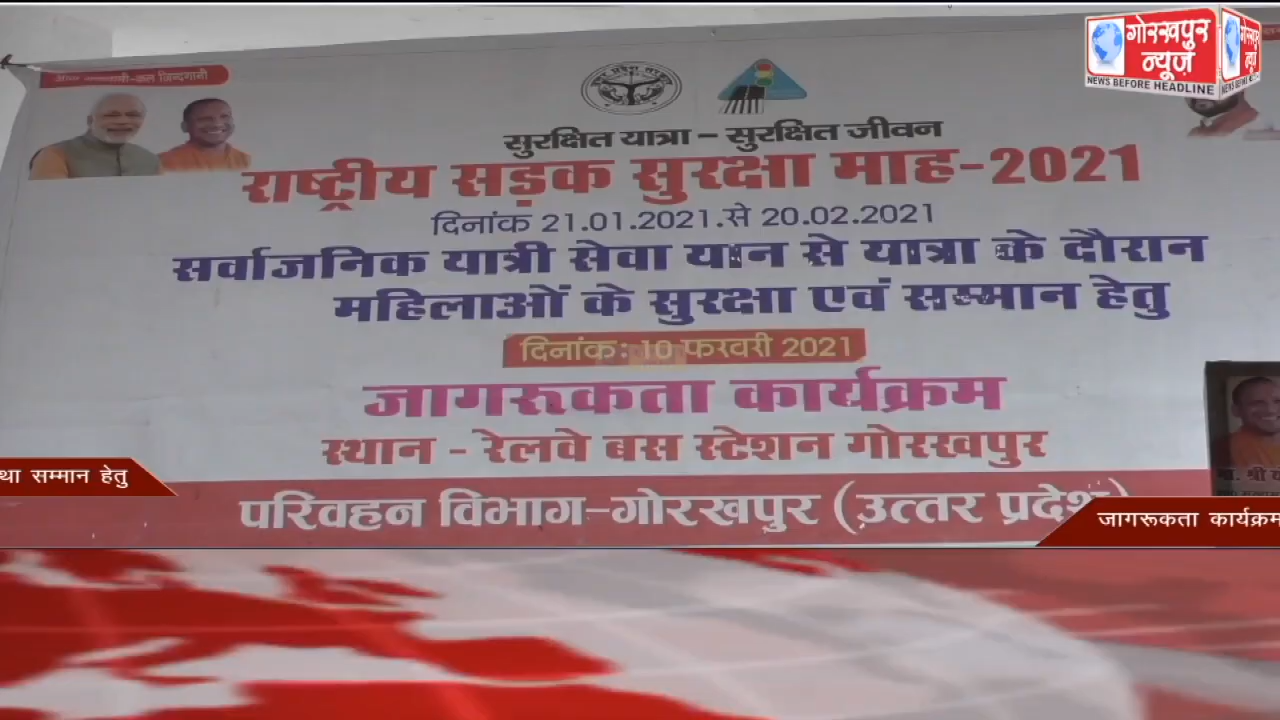 गोरखपुर
न्यूज़
NEWS BEFORE HEADLINE
सुरक्षित यात्रा – सुरक्षित जीवन
राष्ट्रीय सड़क सुरक्षा माह-2021
दिनांक 21.01.2021.से 20.02.2021
सर्वाजनिक यात्री सेवा यान से यात्रा के दौरान
महिलाओं के सुरक्षा एवं सम्मान हेतु
दिनांक: 10 फरवरी 2021
जागरूकता कार्यक्रम
स्थान - रेलवे बस स्टेशन गोरखपुर
परिवहन विभाग-गोरखपुर (उत्तर प्रदेश)
था सम्मान हेतु
जागरूकता कार्यक्रम